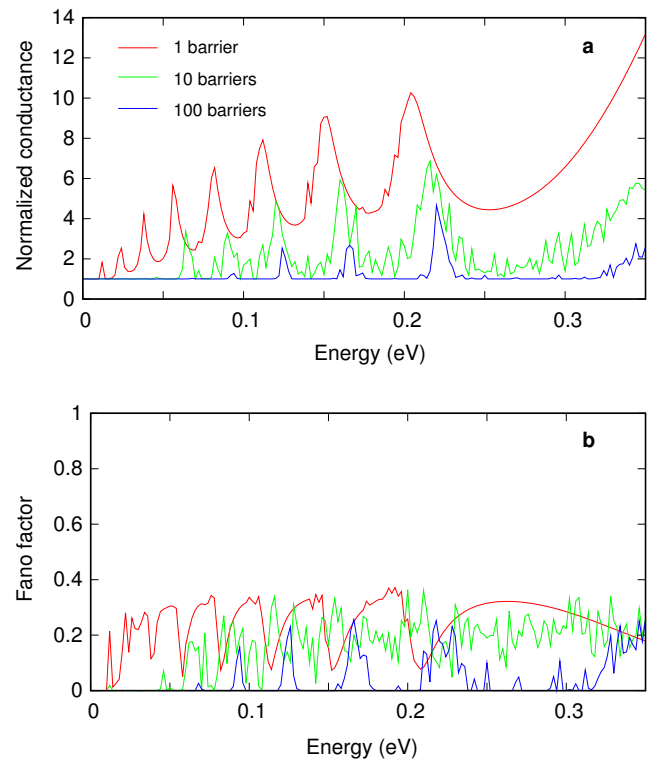 14
12
10
8
6
4
2
0
Normalized conductance
1 barrier
10 barriers
100 barriers
a
0 0.1 0.2 0.3
Energy (eV)
1
0.8
0.6
0.4
0.2
0
Fano factor
b
0 0.1 0.2 0.3
Energy (eV)